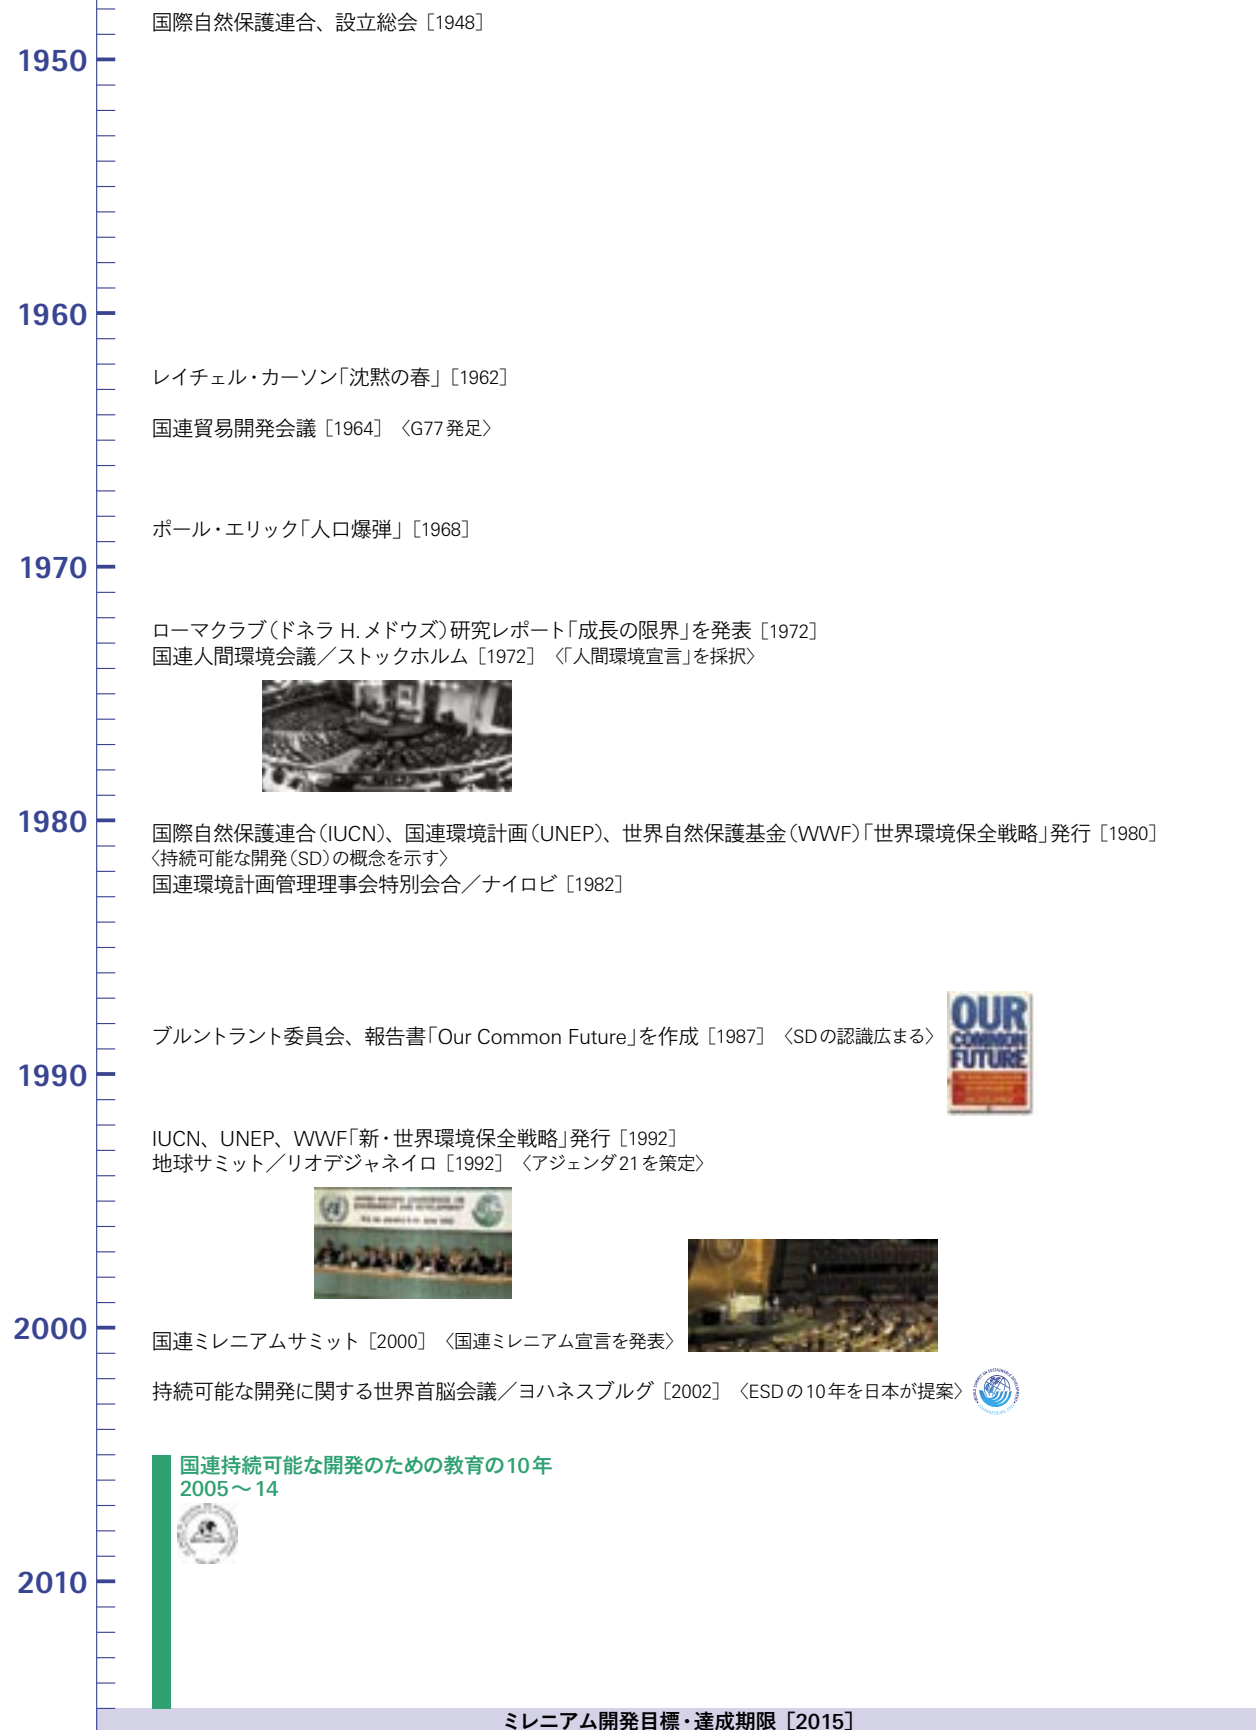 国際自然保護連合、設立総会［1948］
1950
1960
レイチェル・カーソン「沈黙の春」［1962］
国連貿易開発会議［1964］〈G77発足〉
ポール・エリック「人口爆弾」［1968］
1970
ローマクラブ（ドネラ H. メドウズ）研究レポート「成長の限界」を発表［1972］
国連人間環境会議／ストックホルム［1972］〈「人間環境宣言」を採択〉
1980
国際自然保護連合（IUCN）、国連環境計画（UNEP）、世界自然保護基金（WWF）「世界環境保全戦略」発行［1980］
〈持続可能な開発（SD）の概念を示す〉
国連環境計画管理理事会特別会合／ナイロビ［1982］
OUR
COMMON
FUTURE
ブルントラント委員会、報告書「Our Common Future」を作成［1987］〈SDの認識広まる〉
1990
IUCN、UNEP、WWF「新・世界環境保全戦略」発行［1992］
地球サミット／リオデジャネイロ［1992］〈アジェンダ21を策定〉
2000
国連ミレニアムサミット［2000］〈国連ミレニアム宣言を発表〉
持続可能な開発に関する世界首脳会議／ヨハネスブルグ［2002］〈ESDの10年を日本が提案〉
国連持続可能な開発のための教育の10年
2005～14
2010
ミレニアム開発目標・達成期限［2015］